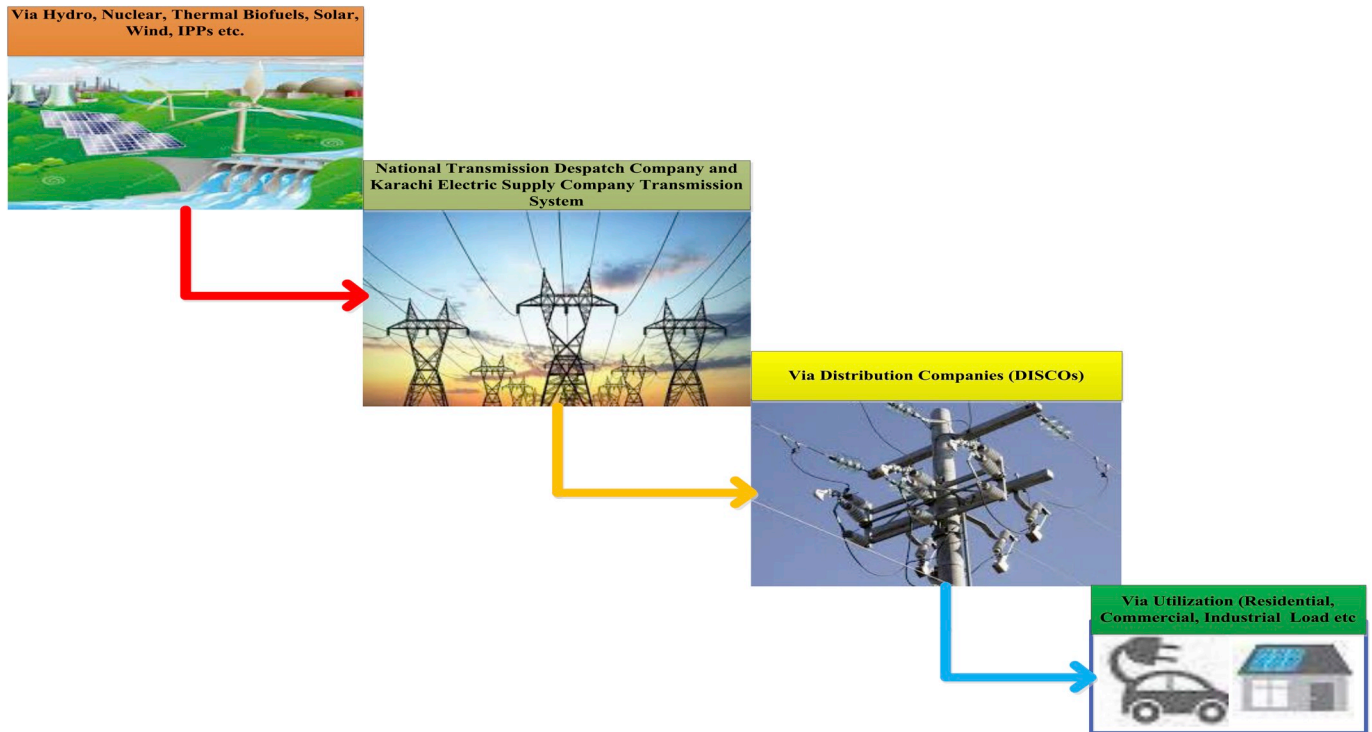 Via Hydro, Nuclear, Thermal Biofuels, Solar,
Wind, IPPs etc.
National Transmission Despatch Company and
Karachi Electric Supply Company Transmission
System
Via Distribution Companies (DISCOs)
Via Utilization (Residential,
Commercial, Industrial  Load etc